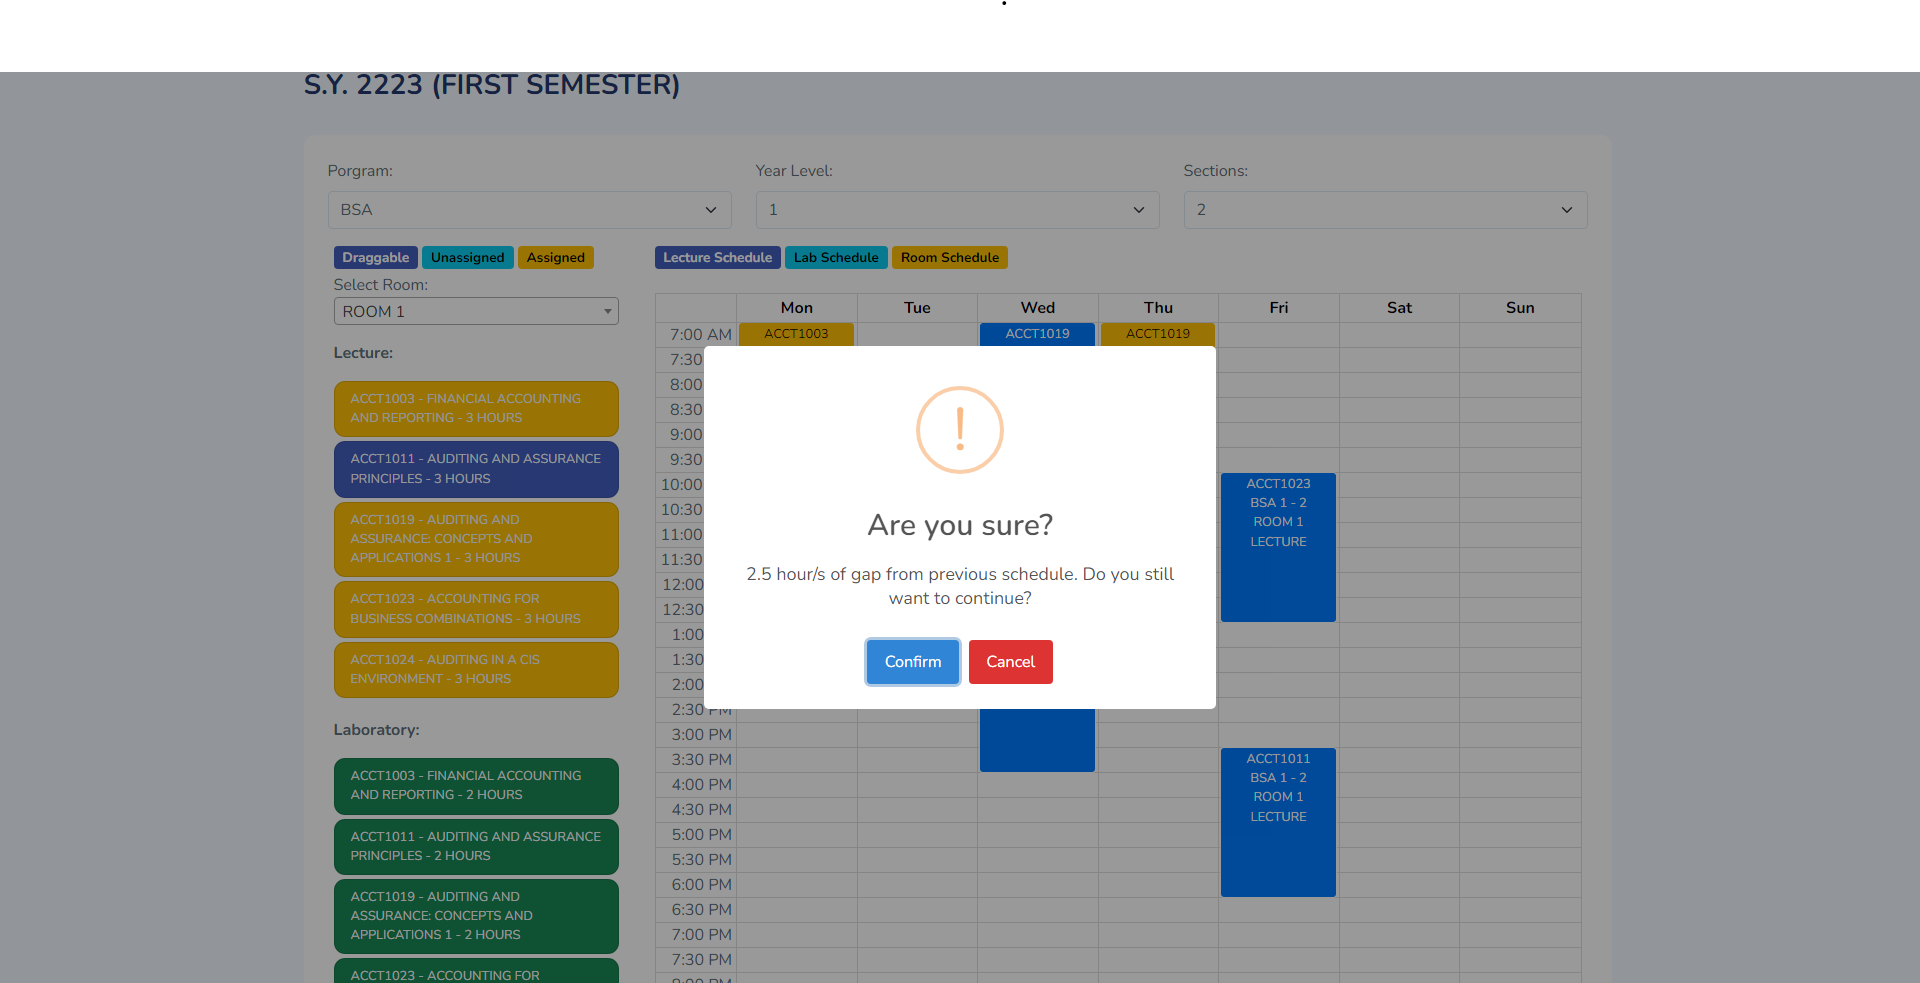 S.Y. 2223 (FIRST SEMESTER)
Porgram:
Year Level:
Sections:
BSA
1
2
Draggable
Unassigned
Assigned
Lecture Schedule
Lab Schedule
Room Schedule
Select Room:
ROOM 1
Lecture:
ACCT1003 - FINANCIAL ACCOUNTING
AND REPORTING - 3 HOURS
ACCT1011 - AUDITING AND ASSURANCE
PRINCIPLES - 3 HOURS
ACCT1019 - AUDITING AND
ASSURANCE: CONCEPTS AND
APPLICATIONS 1 - 3 HOURS
ACCT1023 - ACCOUNTING FOR
BUSINESS COMBINATIONS - 3 HOURS
ACCT1024 - AUDITING IN A CIS
ENVIRONMENT - 3 HOURS
Laboratory:
ACCT1003 - FINANCIAL ACCOUNTING
AND REPORTING - 2 HOURS
ACCT1011 - AUDITING AND ASSURANCE
PRINCIPLES - 2 HOURS
ACCT1019 - AUDITING AND
ASSURANCE: CONCEPTS AND
APPLICATIONS 1 - 2 HOURS
ACCT1023 - ACCOUNTING FOR
Mon Tue Wed Thu Fri Sat Sun
7:00 AM
7:30
8:00
8:30
9:00
9:30
10:00
10:30
11:00
11:30
12:00
12:30
1:00
1:30
2:00
2:30 PM
3:00 PM
3:30 PM
4:00 PM
4:30 PM
5:00 PM
5:30 PM
6:00 PM
6:30 PM
7:00 PM
7:30 PM
8:00 PM
ACCT1003
ACCT1019
ACCT1019
ACCT1023
BSA 1 - 2
ROOM 1
LECTURE
ACCT1011
BSA 1 - 2
ROOM 1
LECTURE
!
Are you sure?
2.5 hour/s of gap from previous schedule. Do you still
want to continue?
Confirm
Cancel